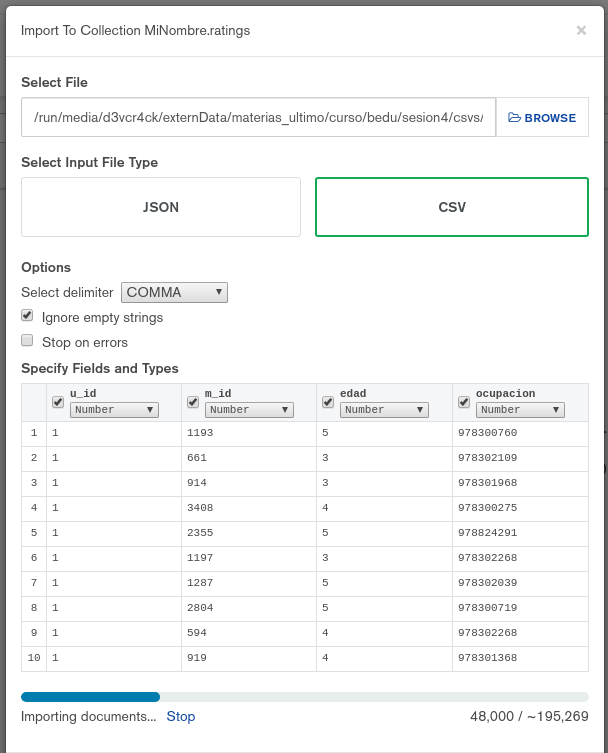 Import To Collection MiNombre.ratings ×
Select File
/run/media/d3vcr4ck/externData/materias_ultimo/curso/bedu/sesion4/csvs/ BROWSE
Select Input File Type
JSON CSV
Options
Select delimiter COMMA
Ignore empty strings
Stop on errors
Specify Fields and Types
u_id m_id edad ocupacion
Number Number Number Number
1 1 1193 5 978300760
2 1 661 3 978302109
3 1 914 3 978301968
4 1 3408 4 978300275
5 1 2355 5 978824291
6 1 1197 3 978302268
7 1 1287 5 978302039
8 1 2804 5 978300719
9 1 594 4 978302268
10 1 919 4 978301368
Importing documents... Stop 48,000 / ~195,269